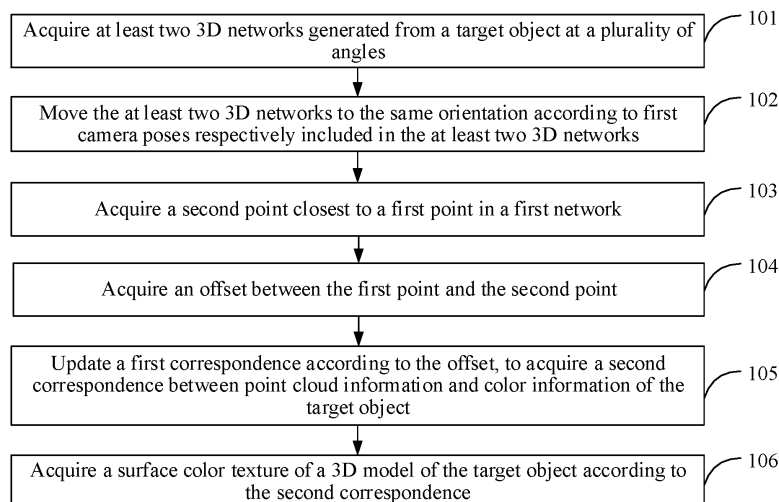 Acquire at least two 3D networks generated from a target object at a plurality of
angles
101
Move the at least two 3D networks to the same orientation according to first
camera poses respectively included in the at least two 3D networks
102
Acquire a second point closest to a first point in a first network
103
Acquire an offset between the first point and the second point
104
Update a first correspondence according to the offset, to acquire a second
correspondence between point cloud information and color information of the
target object
105
Acquire a surface color texture of a 3D model of the target object according to
the second correspondence
106